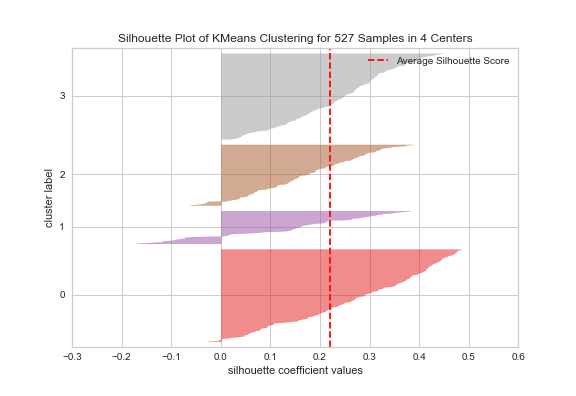 Silhouette Plot of KMeans Clustering for 527 Samples in 4 Centers
Average Silhouette Score
3
2
1
0
cluster label
−0.3 −0.2 −0.1 0.0 0.1 0.2 0.3 0.4 0.5 0.6
silhouette coefficient values